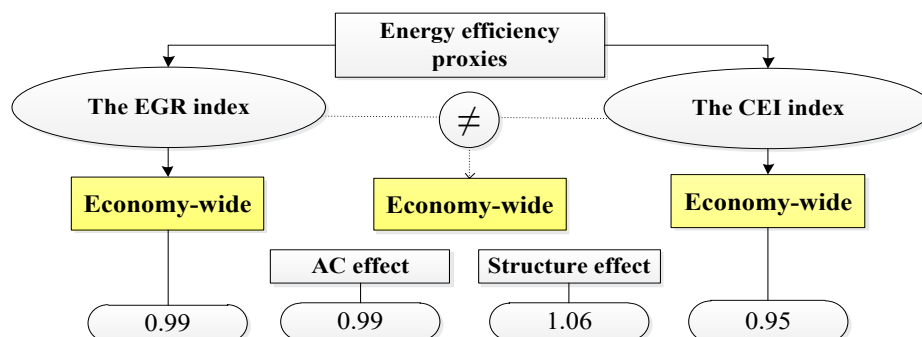 Energy efficiency
proxies
The EGR index
≠
The CEI index
Economy-wide
Economy-wide
Economy-wide
AC effect
Structure effect
0.99
0.99
1.06
0.95